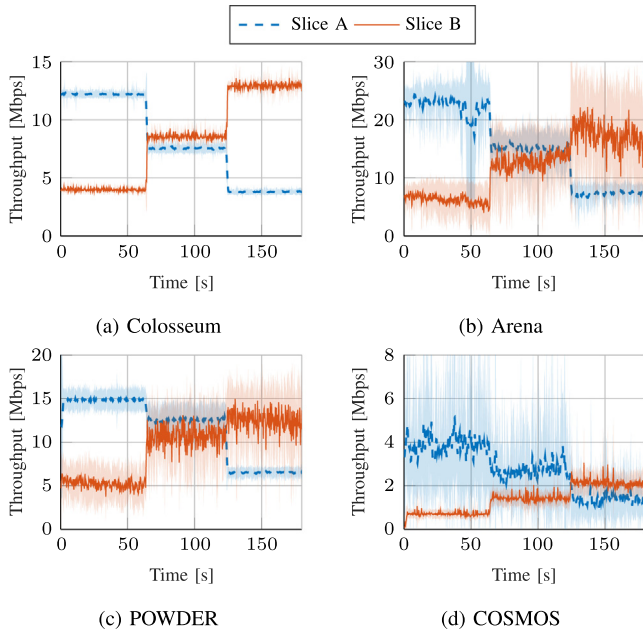 Slice A Slice B
Throughput [Mbps]
15
10
5
0
0 50 100 150
Time [s]
(a) Colosseum
Throughput [Mbps]
30
20
10
0
0 50 100 150
Time [s]
(b) Arena
Throughput [Mbps]
20
15
10
5
0
0 50 100 150
Time [s]
(c) POWDER
Throughput [Mbps]
8
6
4
2
0
0 50 100 150
Time [s]
(d) COSMOS